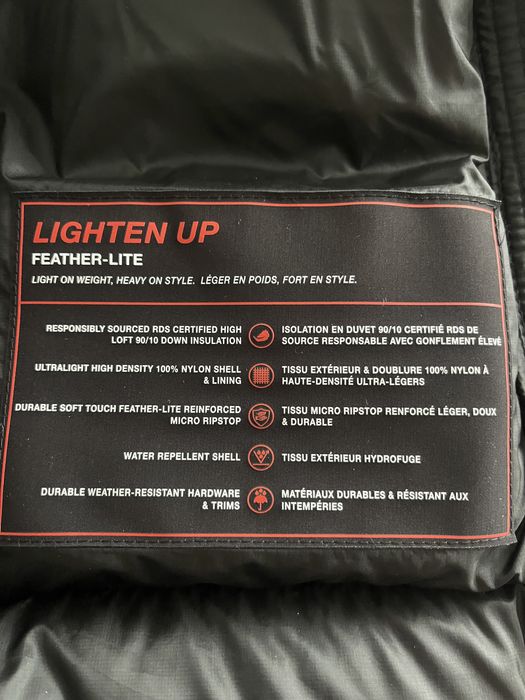 LIGHTEN UP
FEATHER-LITE
LIGHT ON WEIGHT, HEAVY ON STYLE. LÉGER EN POIDS, FORT EN STYLE.
RESPONSIBLY SOURCED RDS CERTIFIED HIGH
LOFT 90/10 DOWN INSULATION
ISOLATION EN DUVET 90/10 CERTIFIÉ RDS DE
SOURCE RESPONSABLE AVEC GONFLEMENT ÉLEVÉ
ULTRALIGHT HIGH DENSITY 100% NYLON SHELL
& LINING
TISSU EXTÉRIEUR & DOUBLURE 100% NYLON À
HAUTE-DENSITÉ ULTRA-LÉGERS
DURABLE SOFT TOUCH FEATHER-LITE REINFORCED
MICRO RIPSTOP
TISSU MICRO RIPSTOP RENFORCÉ LÉGER, DOUX
& DURABLE
WATER REPELLENT SHELL
TISSU EXTÉRIEUR HYDROFUGE
DURABLE WEATHER-RESISTANT HARDWARE
& TRIMS
MATÉRIAUX DURABLES & RÉSISTANT AUX
INTEMPÉRIES